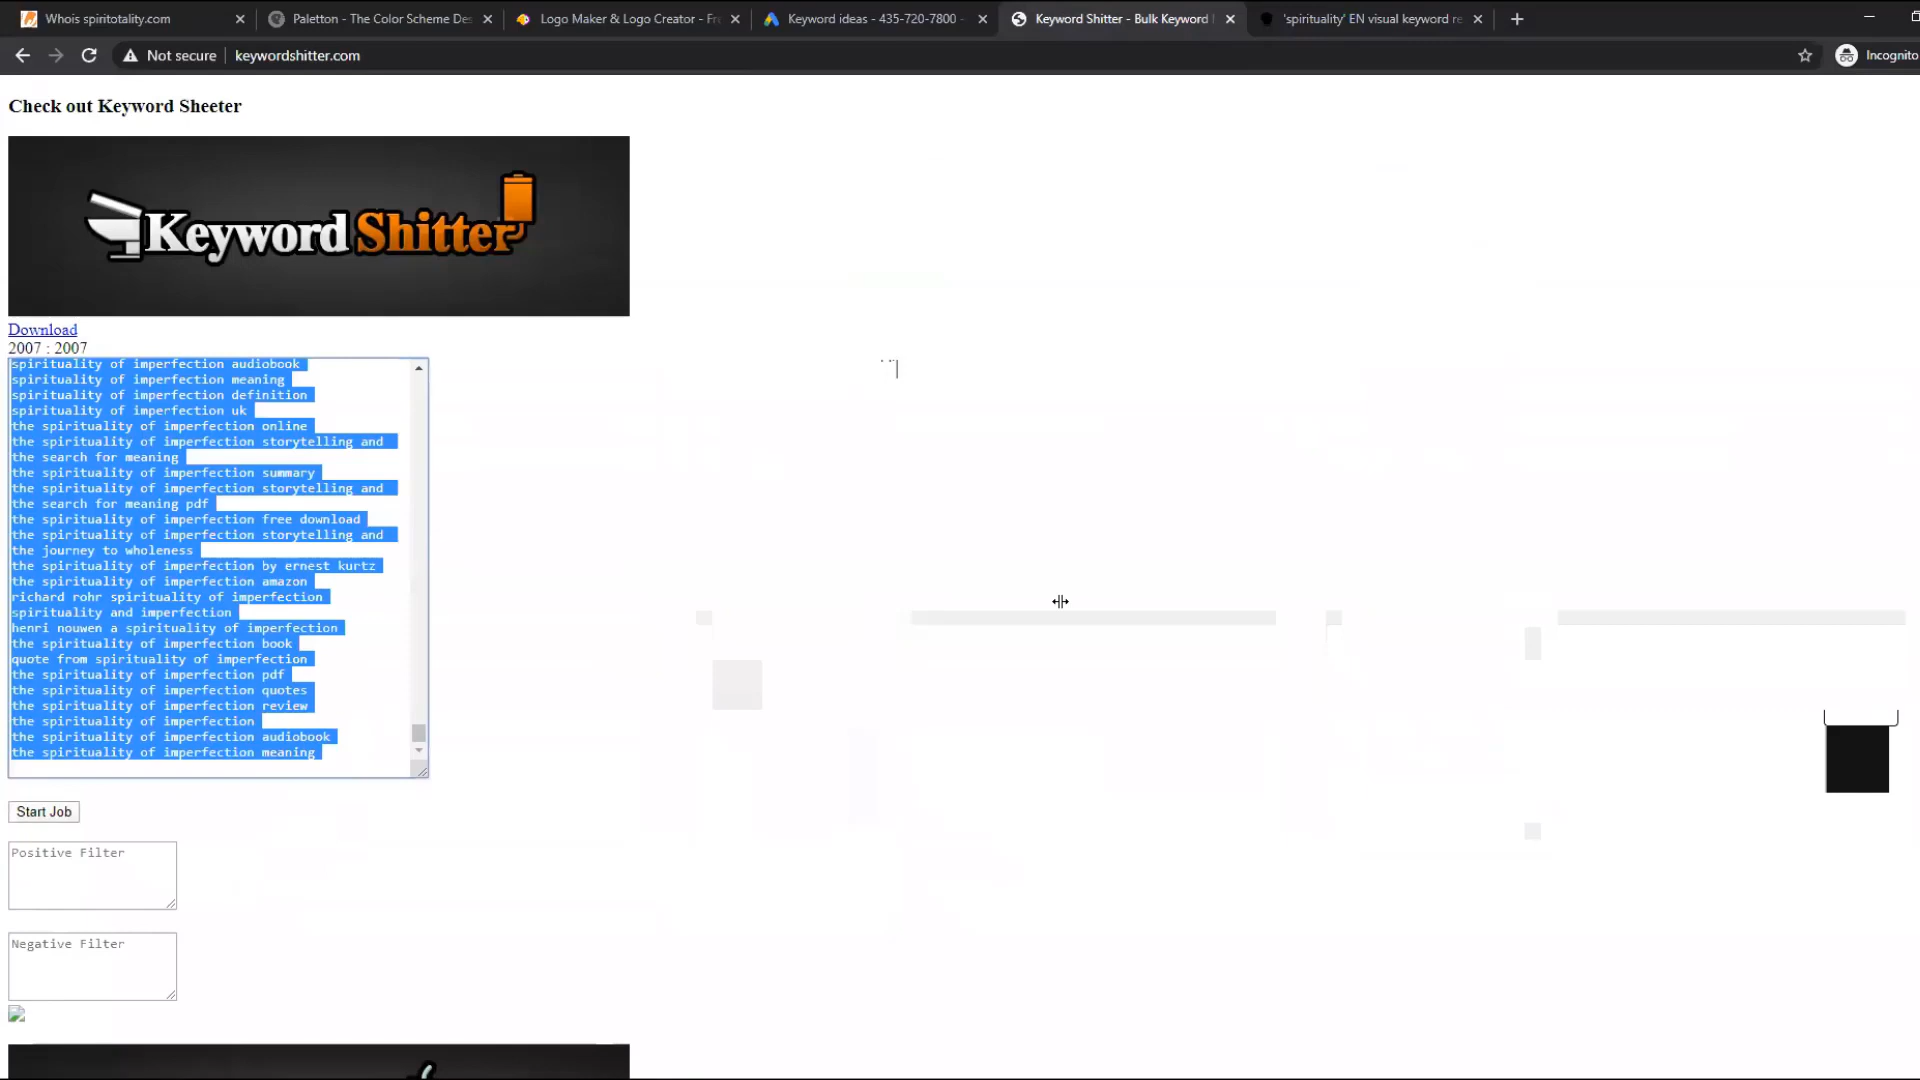 Whois spiritotality.com
Paletton - The Color Scheme Des
Logo Maker & Logo Creator - Fr
Keyword ideas - 435-720-7800 -
Keyword Shitter - Bulk Keyword
'spirituality' EN visual keyword re
Not secure
keywordshitter.com
Incognito
Check out Keyword Sheeter
Keyword Shitter
Download
2007 : 2007
spirituality of imperfection audiobook
spirituality of imperfection meaning
spirituality of imperfection definition
spirituality of imperfection uk
the spirituality of imperfection online
the spirituality of imperfection storytelling and
the search for meaning
the spirituality of imperfection summary
the spirituality of imperfection storytelling and
the search for meaning pdf
the spirituality of imperfection free download
the spirituality of imperfection storytelling and
the journey to wholeness
the spirituality of imperfection by ernest kurtz
the spirituality of imperfection amazon
richard rohr spirituality of imperfection
spirituality and imperfection
henri nouwen a spirituality of imperfection
the spirituality of imperfection book
quote from spirituality of imperfection
the spirituality of imperfection pdf
the spirituality of imperfection quotes
the spirituality of imperfection review
the spirituality of imperfection
the spirituality of imperfection audiobook
the spirituality of imperfection meaning
Start Job
Positive Filter
Negative Filter